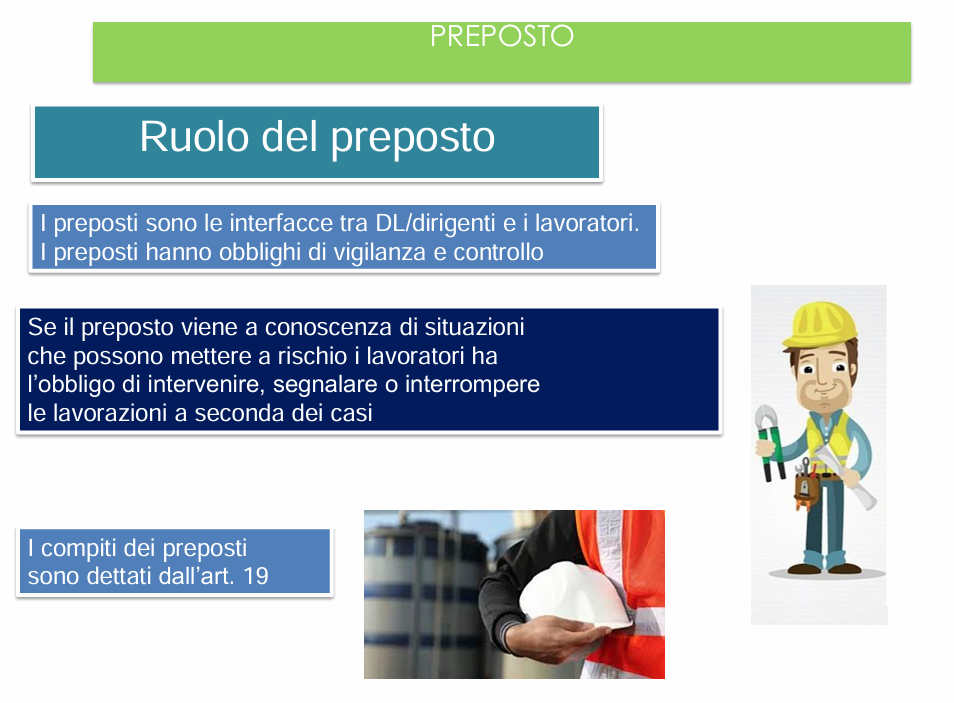 PREPOSTO
Ruolo del preposto
I preposti sono le interfacce tra DL/dirigenti e i lavoratori.
I preposti hanno obblighi di vigilanza e controllo
Se il preposto viene a conoscenza di situazioni
che possono mettere a rischio i lavoratori ha
l’obbligo di intervenire, segnalare o interrompere
le lavorazioni a seconda dei casi
I compiti dei preposti
sono dettati dall’art. 19